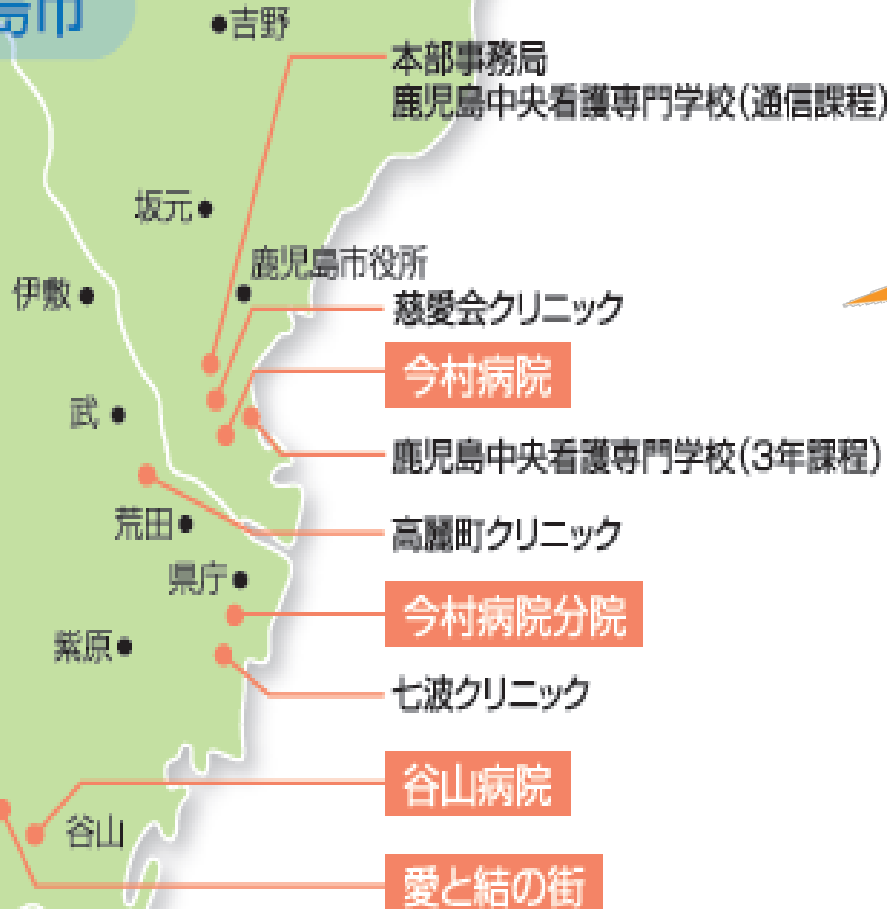 島市
吉野
本部事務局
鹿児島中央看護専門学校(通信課程)
坂元
鹿児島市役所
伊敷
慈愛会クリニック
今村病院
武
鹿児島中央看護専門学校(3年課程)
荒田
高麗町クリニック
県庁
今村病院分院
紫原
七波クリニック
谷山病院
谷山
愛と結の街